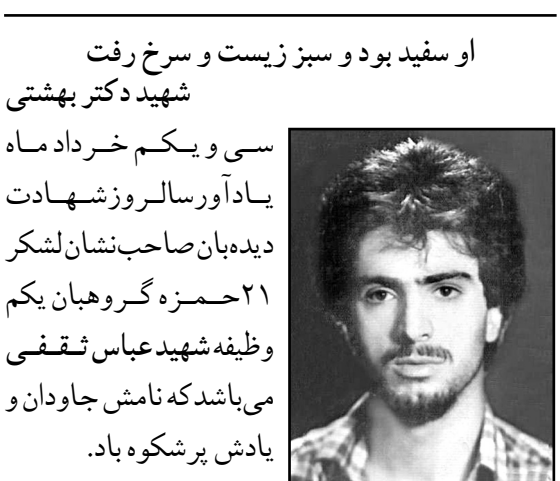 او سفید بود و سبز زیست و سرخ رفت
شهید دکتر بهشتی
سی و یکم خرداد ماه
یادآور سالروز شهادت
دیده‌بان صاحب‌نشان لشکر
۲۱ حمزه گروهبان یکم
وظیفه شهید عباس ثقفی
می‌باشد که نامش جاودان و
یادش پرشکوه باد.